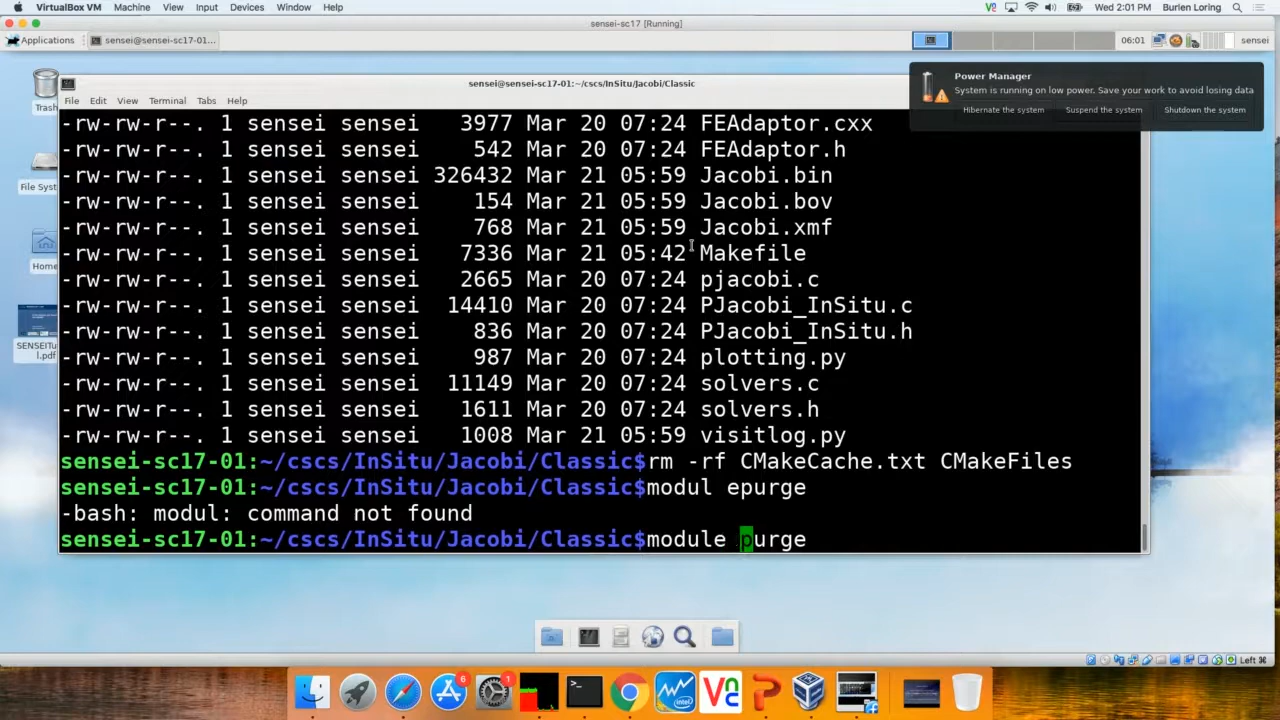 VirtualBox VM Machine View Input Devices Window Help
Wed 2:01 PM Burien Loring
sensei-sc17 [Running]
Applications
sensei@sensei-sc17-01...
06:01
sensei
sensei@sensei-sc17-01:~/cscs/InSitu/Jacobi/Classic
File Edit View Terminal Tabs Help
Power Manager
System is running on low power. Save your work to avoid losing data
Hibernate the system Suspend the system Shutdown the system
Trash
File Sys
Home
SENSEITu
l.pdf
-rw-rw-r--. 1 sensei sensei 3977 Mar 20 07:24 FEAdaptor.cxx
-rw-rw-r--. 1 sensei sensei 542 Mar 20 07:24 FEAdaptor.h
-rw-rw-r--. 1 sensei sensei 326432 Mar 21 05:59 Jacobi.bin
-rw-rw-r--. 1 sensei sensei 154 Mar 21 05:59 Jacobi.bov
-rw-rw-r--. 1 sensei sensei 768 Mar 21 05:59 Jacobi.xmf
-rw-rw-r--. 1 sensei sensei 7336 Mar 21 05:42 Makefile
-rw-rw-r--. 1 sensei sensei 2665 Mar 20 07:24 pjacobi.c
-rw-rw-r--. 1 sensei sensei 14410 Mar 20 07:24 PJacobi_InSitu.c
-rw-rw-r--. 1 sensei sensei 836 Mar 20 07:24 PJacobi_InSitu.h
-rw-rw-r--. 1 sensei sensei 987 Mar 20 07:24 plotting.py
-rw-rw-r--. 1 sensei sensei 11149 Mar 20 07:24 solvers.c
-rw-rw-r--. 1 sensei sensei 1611 Mar 20 07:24 solvers.h
-rw-rw-r--. 1 sensei sensei 1008 Mar 21 05:59 visitlog.py
sensei-sc17-01:~/cscs/InSitu/Jacobi/Classic$rm -rf CMakeCache.txt CMakeFiles
sensei-sc17-01:~/cscs/InSitu/Jacobi/Classic$modul epurge
-bash: modul: command not found
sensei-sc17-01:~/cscs/InSitu/Jacobi/Classic$module purge
Left ⌘
6
1
intel